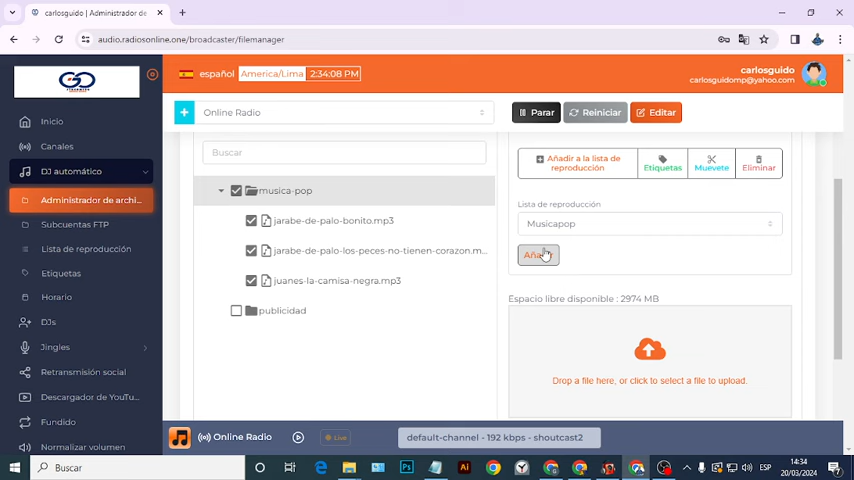 carlosguido | Administrador de
audio.radiosonline.one/broadcaster/filemanager
español America/Lima 2:34:08 PM
carlosguido
carlosguidomp@yahoo.com
Online Radio
Parar
Reiniciar
Editar
Inicio
Canales
DJ automático
Administrador de archi...
Subcuentas FTP
Lista de reproducción
Etiquetas
Horario
DJs
Jingles
Retransmisión social
Descargador de YouTu...
Fundido
Normalizar volumen
Buscar
musica-pop
jarabe-de-palo-bonito.mp3
jarabe-de-palo-los-peces-no-tienen-corazon.m...
juanes-la-camisa-negra.mp3
publicidad
Añadir a la lista de
reproducción
Etiquetas
Muevete
Eliminar
Lista de reproducción
Musicapop
Espacio libre disponible : 2974 MB
Drop a file here, or click to select a file to upload.
Online Radio
Live
default-channel - 192 kbps - shoutcast2
Buscar
ESP
14:34
20/03/2024